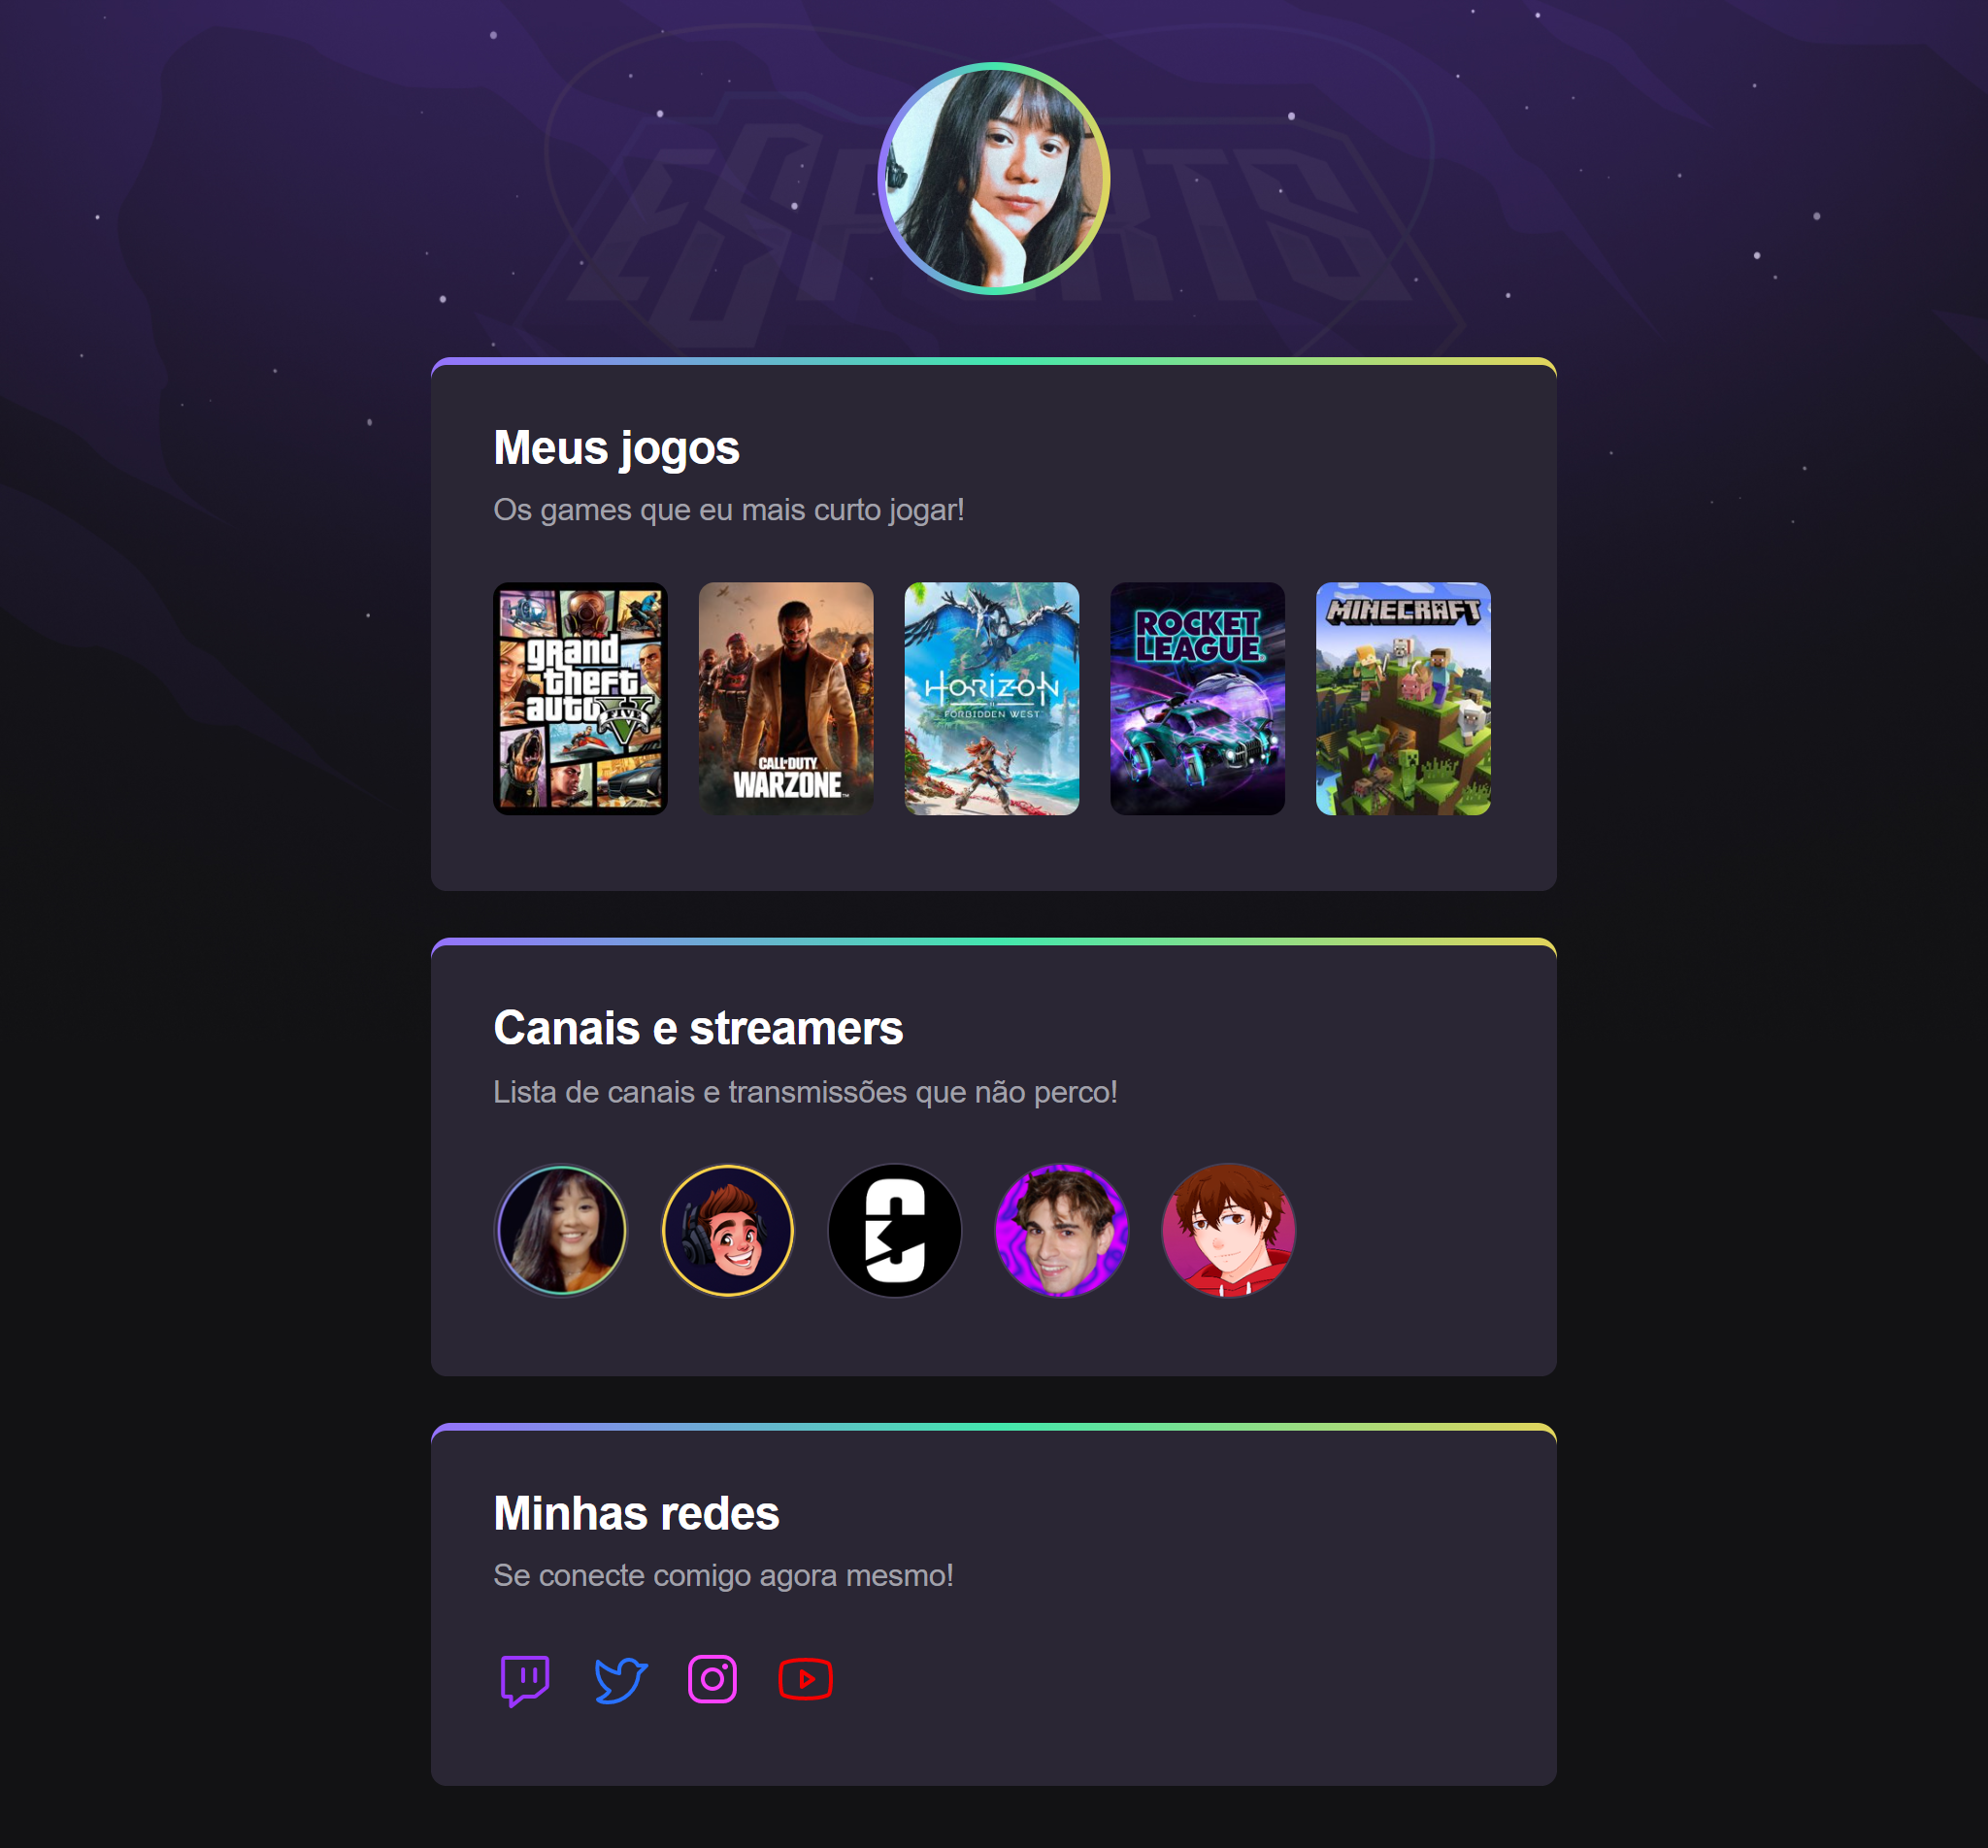 ESPORTS
Meus jogos
Os games que eu mais curto jogar!
grand
theft
auto
FIVE
CALL OF DUTY
WARZONE™
HORIZON
FORBIDDEN WEST
ROCKET
LEAGUE
MINECRAFT
Canais e streamers
Lista de canais e transmissões que não perco!
Minhas redes
Se conecte comigo agora mesmo!